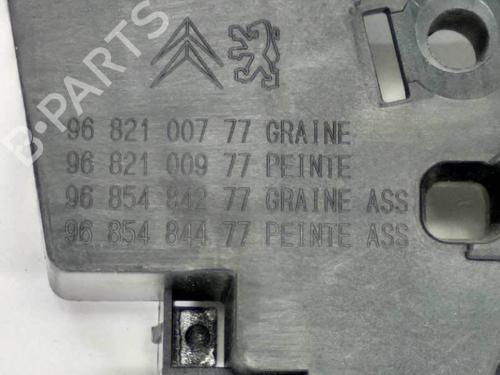 B-PARTS
96 821 007 77 GRAINE
96 821 009 77 PEINTE
96 854 842 77 GRAINE ASS
96 854 844 77 PEINTE ASS